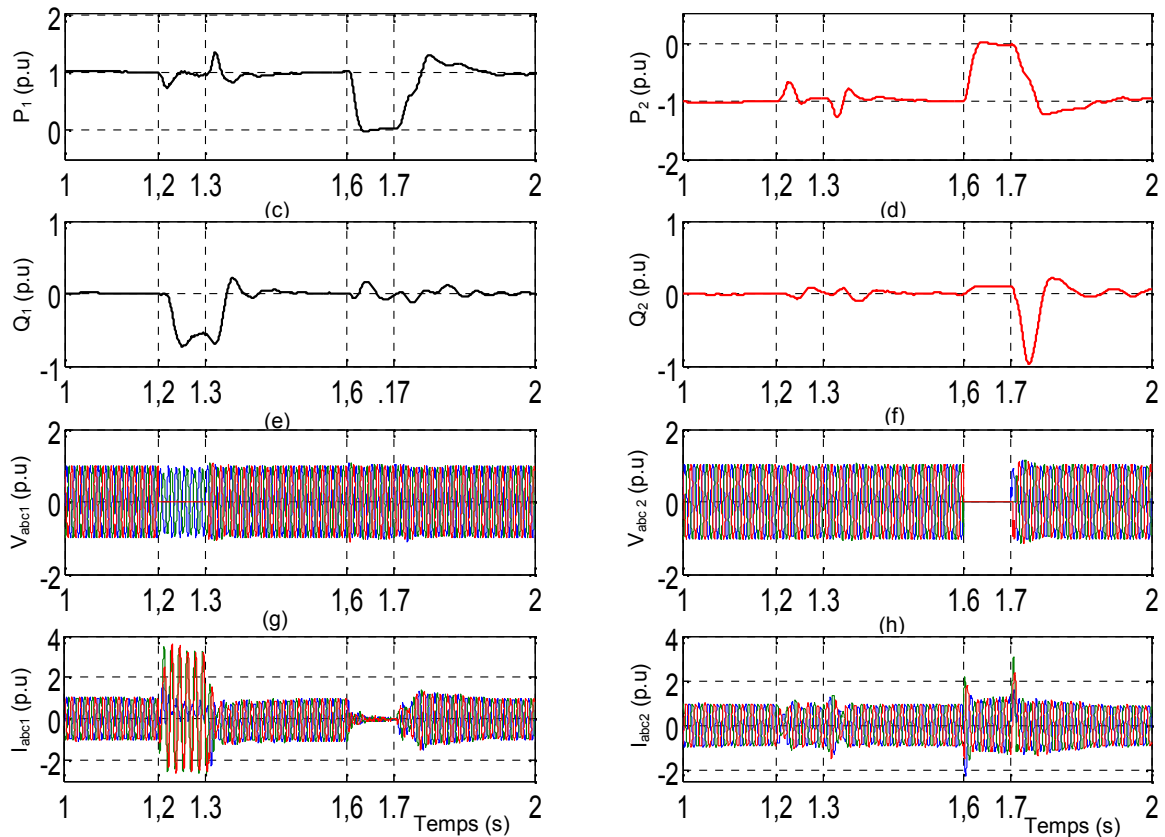 2
1
0
P1 (p.u)
1 1,2 1.3 1,6 1.7 2
(c)
0
-1
-2
P2 (p.u)
1 1,2 1.3 1,6 1.7 2
(d)
1
0
-1
Q1 (p.u)
1 1,2 1.3 1,6 .17 2
(e)
1
0
-1
Q2 (p.u)
1 1,2 1.3 1,6 1.7 2
(f)
2
0
-2
Vabc1 (p.u)
1 1,2 1.3 1,6 1.7 2
(g)
2
0
-2
Vabc 2 (p.u)
1 1,2 1.3 1,6 1.7 2
(h)
4
2
0
-2
Iabc1 (p.u)
1 1,2 1.3 1,6 1.7 2
Temps (s)
4
2
0
-2
Iabc2 (p.u)
1 1,2 1.3 1,6 1.7 2
Temps (s)